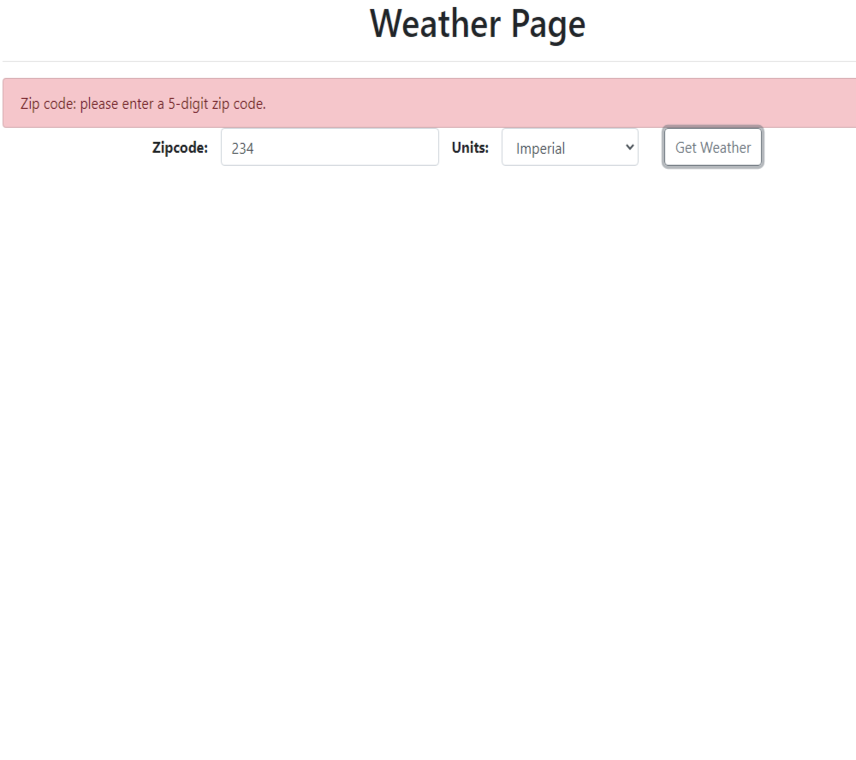 Weather Page
Zip code: please enter a 5-digit zip code.
Zipcode: 234 Units: Imperial Get Weather